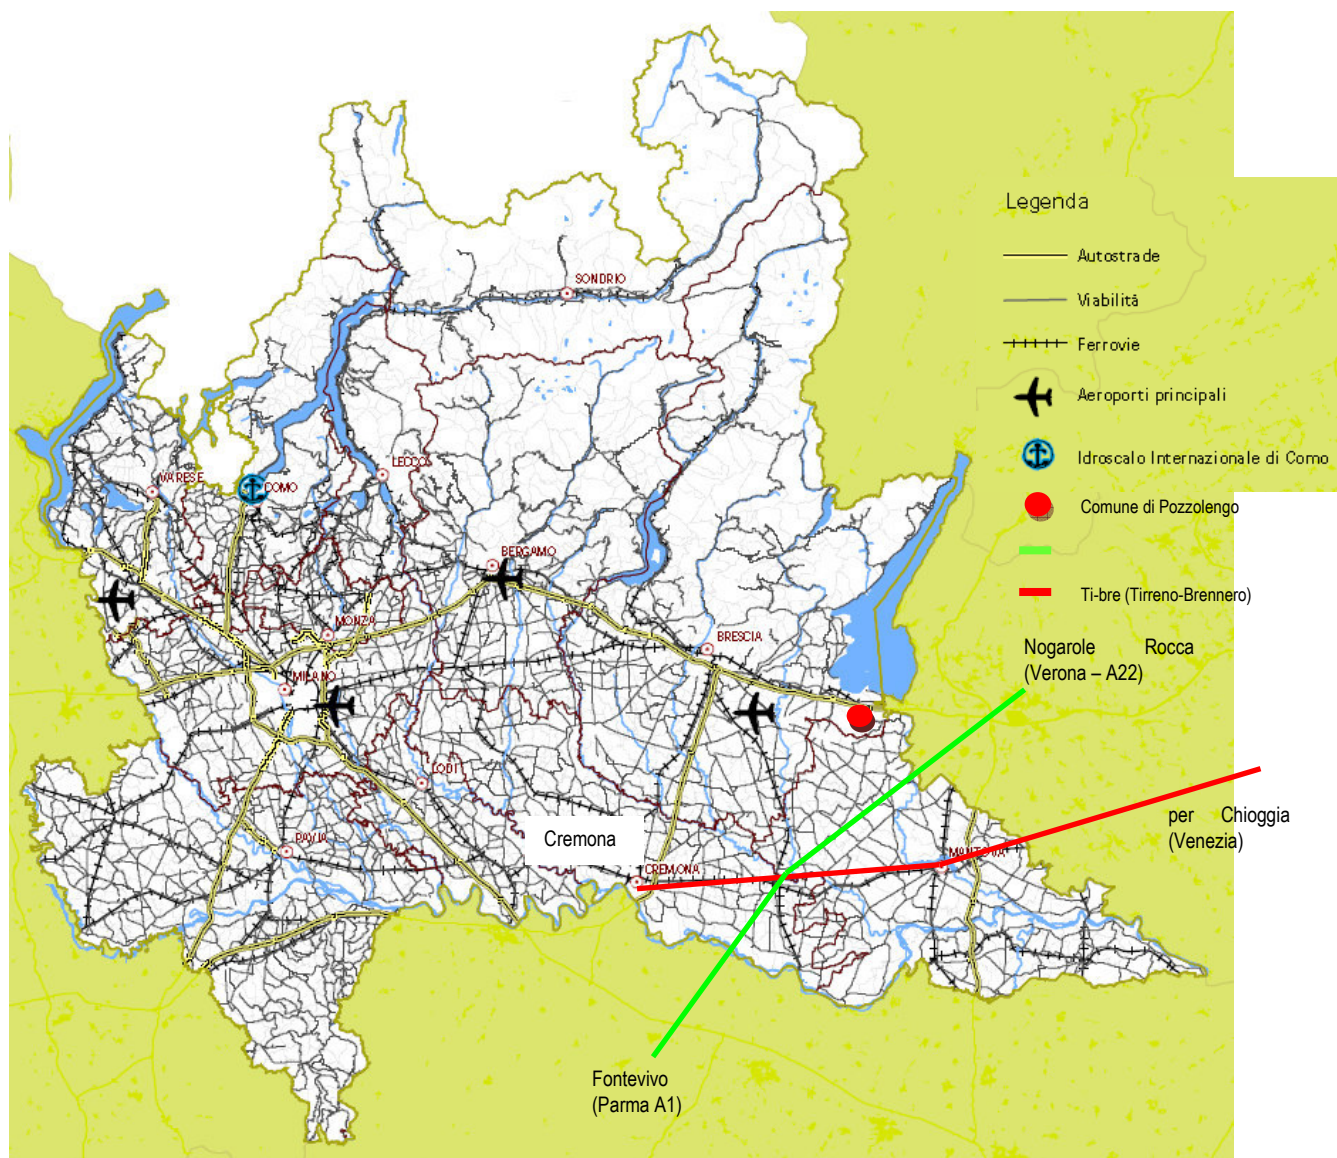 Legenda
Autostrade
Viabilità
Ferrovie
Aeroporti principali
Idroscalo Internazionale di Como
Comune di Pozzolengo
Ti-bre (Tirreno-Brennero)
Nogarole Rocca
(Verona – A22)
SONDRIO
LECCO
VARESE
COMO
BERGAMO
MONZA
BRESCIA
MILANO
LODI
PAVIA
Cremona
CREMONA
MANTOVA
per Chioggia
(Venezia)
Fontevivo
(Parma A1)